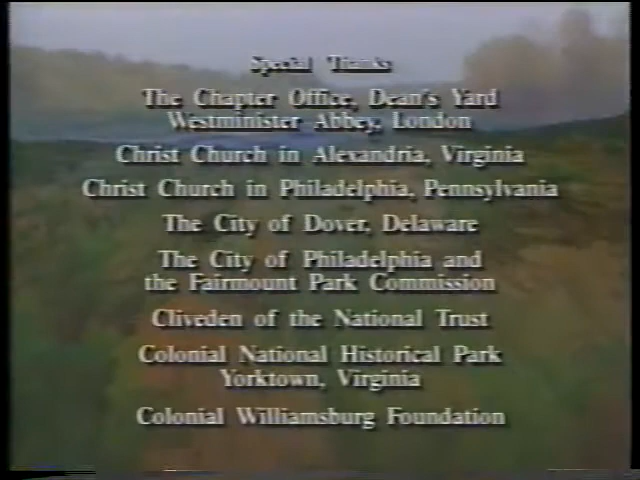 Special Thanks
The Chapter Office, Dean's Yard
Westminister Abbey, London
Christ Church in Alexandria, Virginia
Christ Church in Philadelphia, Pennsylvania
The City of Dover, Delaware
The City of Philadelphia and
the Fairmount Park Commission
Cliveden of the National Trust
Colonial National Historical Park
Yorktown, Virginia
Colonial Williamsburg Foundation